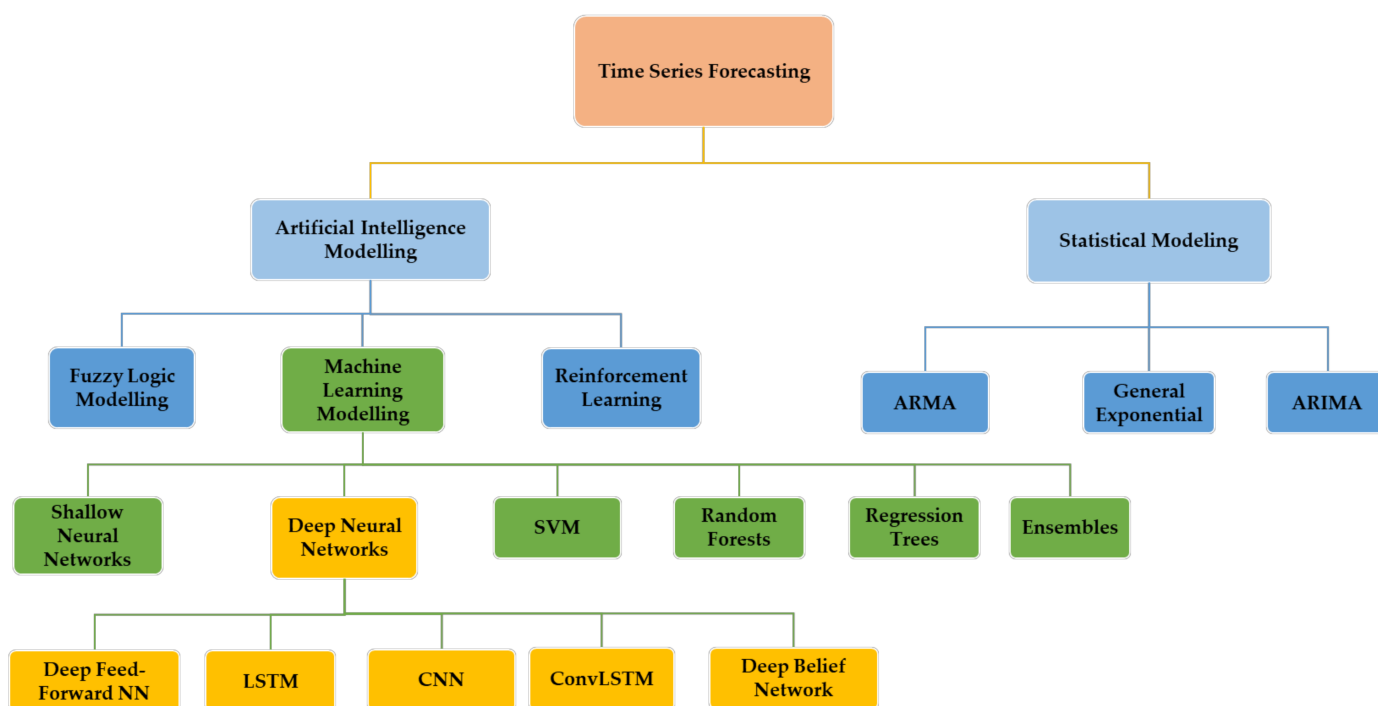 Time Series Forecasting
Artificial Intelligence
Modelling
Statistical Modeling
Fuzzy Logic
Modelling
Machine
Learning
Modelling
Reinforcement
Learning
ARMA
General
Exponential
ARIMA
Shallow
Neural
Networks
Deep Neural
Networks
SVM
Random
Forests
Regression
Trees
Ensembles
Deep Feed-
Forward NN
LSTM
CNN
ConvLSTM
Deep Belief
Network